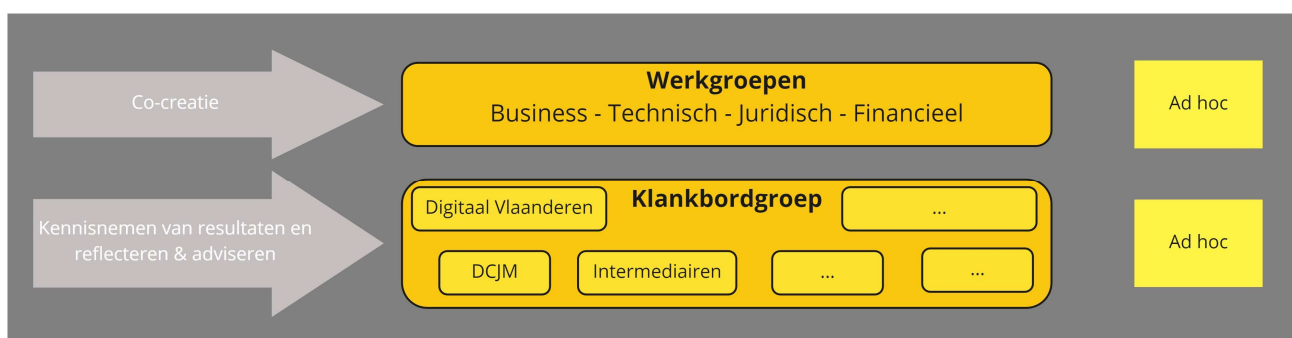 Co-creatie
Werkgroepen
Business - Technisch - Juridisch - Financieel
Ad hoc
Kennisnemen van resultaten en
reflecteren & adviseren
Klankbordgroep
Digitaal Vlaanderen
...
DCJM
Intermediairen
...
...
Ad hoc